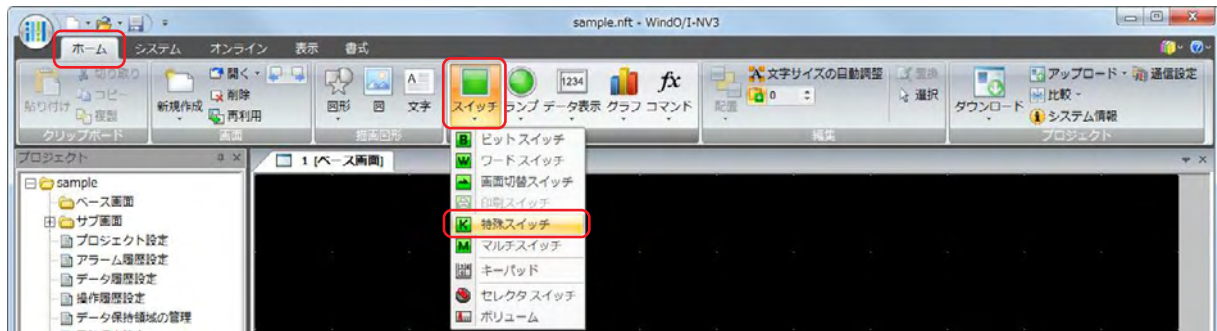 sample.nft - WindO/I-NV3
ホーム システム オンライン 表示 書式
切り取り 開く 文字サイズの自動調整 置換 アップロード 通信設定
コピー 削除 1234 fx 0 選択 比較
貼り付け 複製 新規作成 再利用 図形 図 文字 スイッチ ランプ データ表示 グラフ コマンド 配置 ダウンロード システム情報
クリップボード 画面 描画図形 編集 プロジェクト
プロジェクト
1 [ベース画面]
sample
ベース画面
サブ画面
プロジェクト設定
アラーム履歴設定
データ履歴設定
操作履歴設定
データ保持領域の管理
B ビットスイッチ
W ワードスイッチ
画面切替スイッチ
印刷スイッチ
K 特殊スイッチ
M マルチスイッチ
キーパッド
セレクタ スイッチ
ボリューム